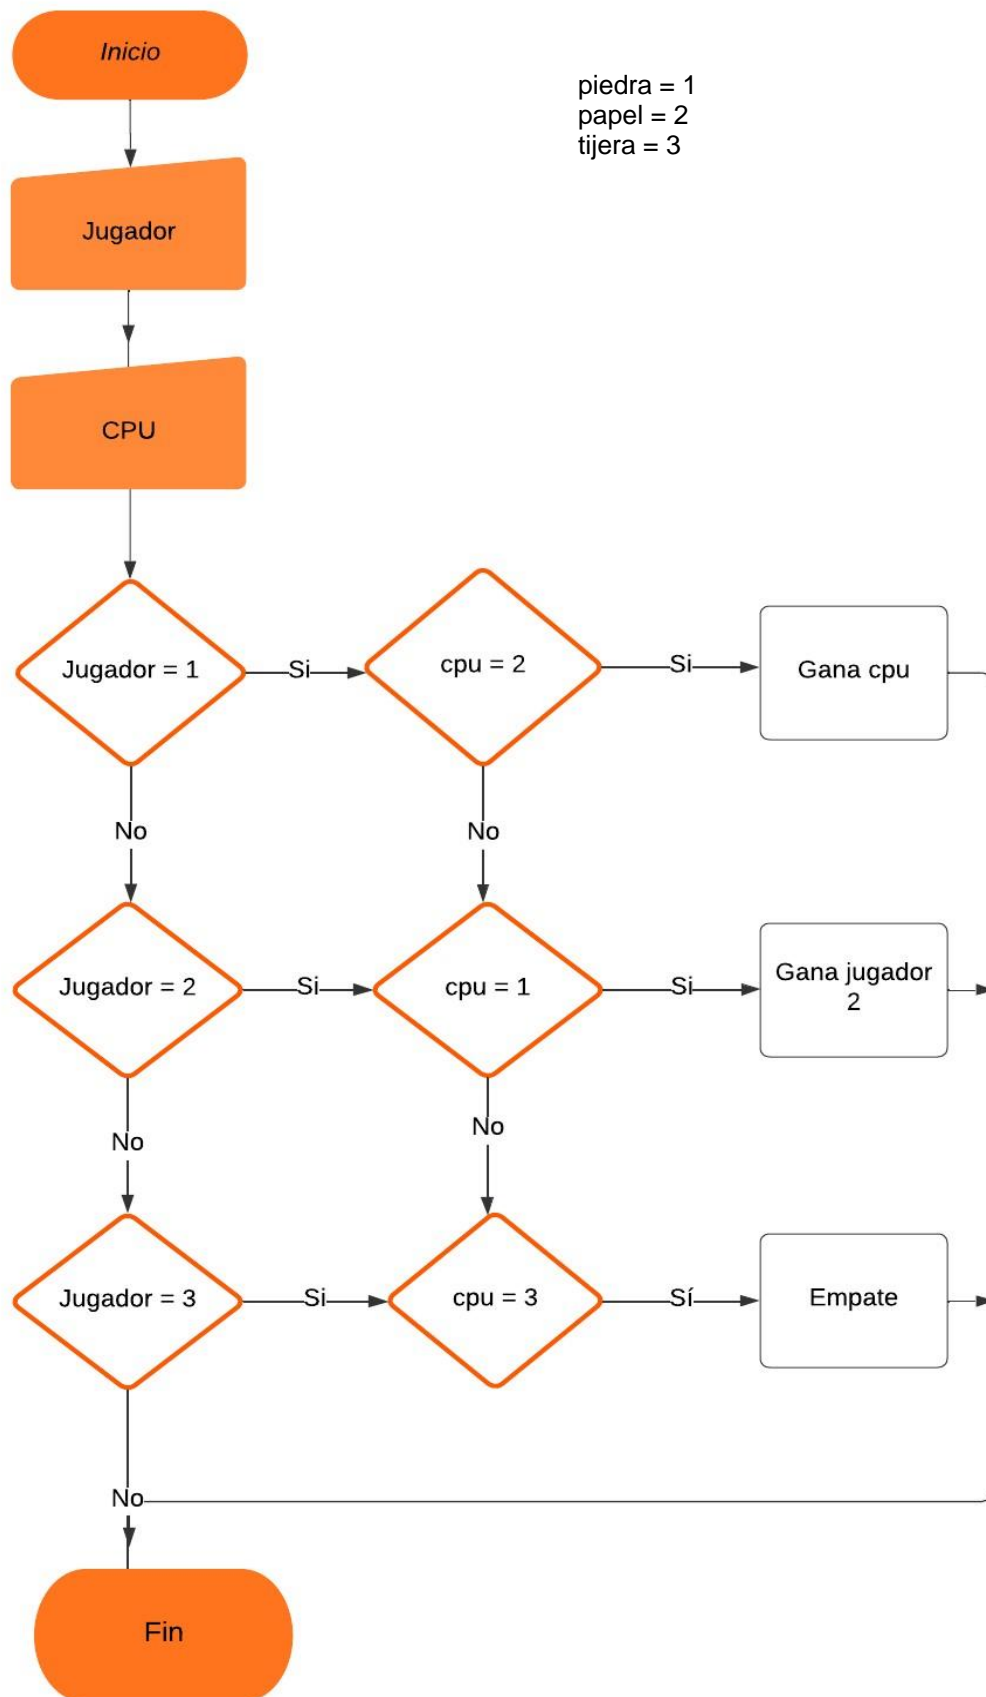 Inicio
piedra = 1
papel = 2
tijera = 3
Jugador
CPU
Jugador = 1
Si
cpu = 2
Si
Gana cpu
No
No
Jugador = 2
Si
cpu = 1
Si
Gana jugador
2
No
No
Jugador = 3
Si
cpu = 3
Sí
Empate
No
Fin